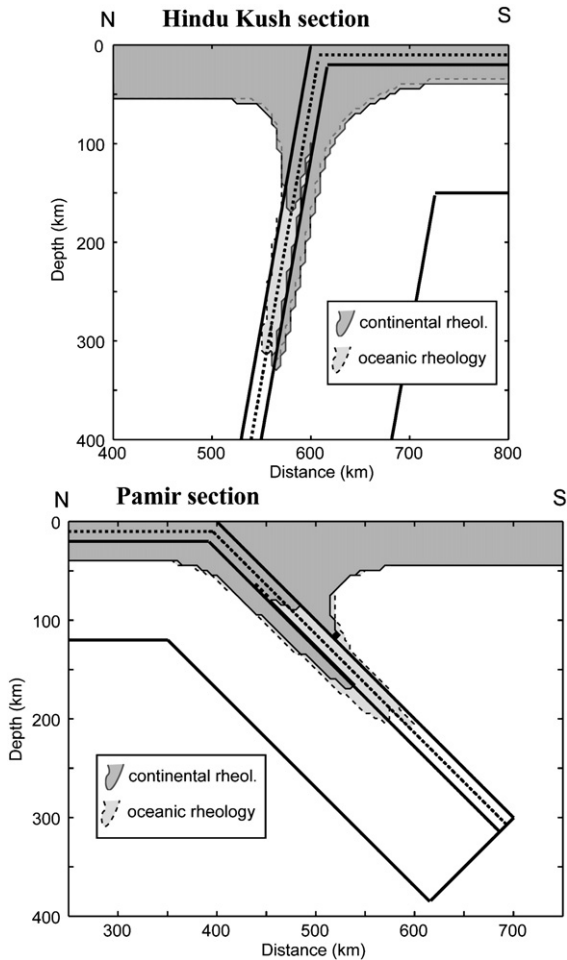 N Hindu Kush section S
0
100
200
300
400
Depth (km)
continental rheol.
oceanic rheology
400 500 600 700 800
Distance (km)
N Pamir section S
0
100
200
300
400
Depth (km)
continental rheol.
oceanic rheology
300 400 500 600 700
Distance (km)